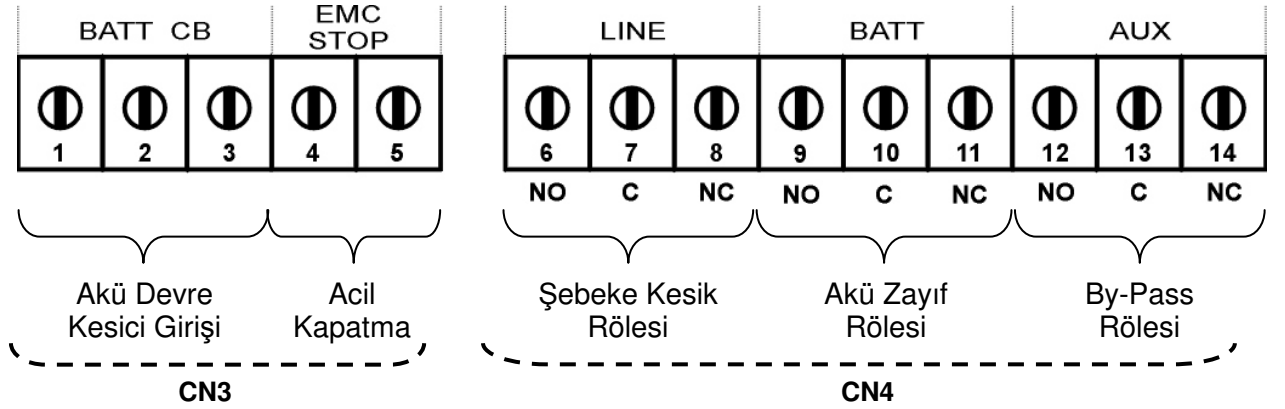 BATT CB
EMC
STOP
LINE
BATT
AUX
1 2 3 4 5
6 7 8 9 10 11 12 13 14
NO C NC NO C NC NO C NC
Akü Devre
Kesici Girişi
Acil
Kapatma
Şebeke Kesik
Rölesi
Akü Zayıf
Rölesi
By-Pass
Rölesi
CN3
CN4